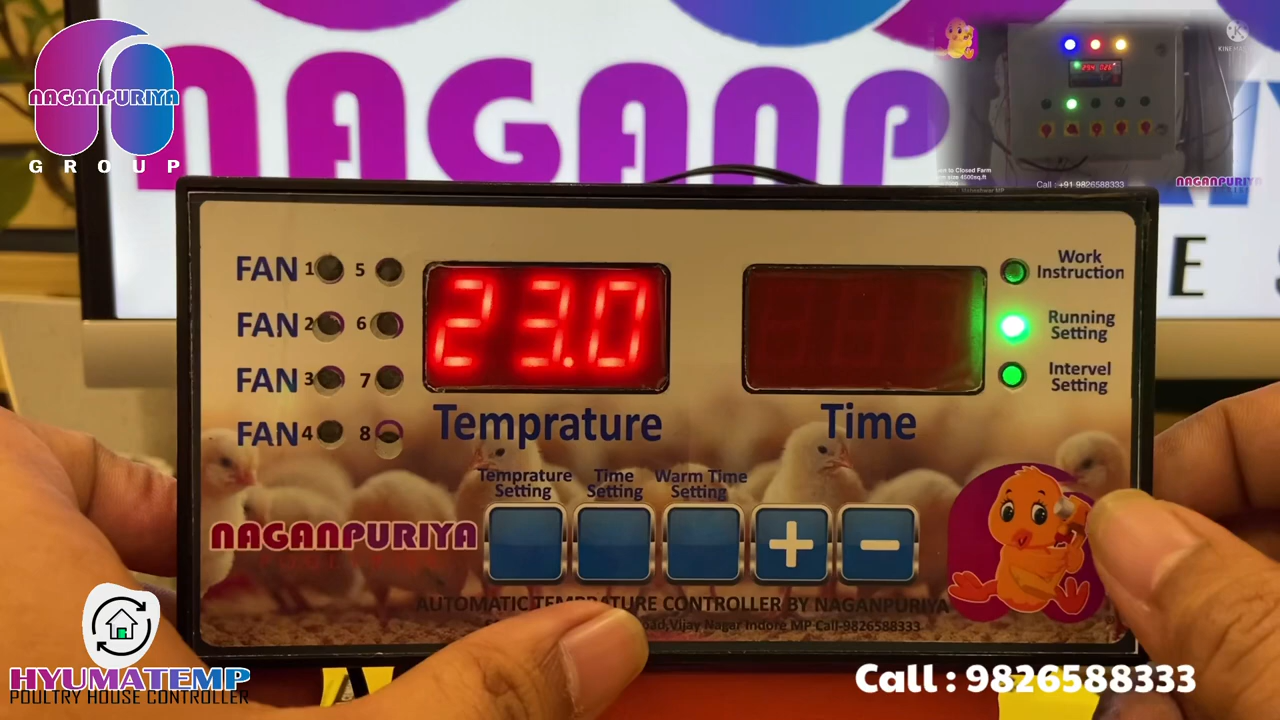 NAGANPURIYA
GROUP
NAGANP
Call : +91 9826588333
NAGANPURIYA
FAN 1 5
FAN 2 6
FAN 3 7
FAN 4 8
23.0
Temprature
Time
Work
Instruction
Running
Setting
Intervel
Setting
Temprature
Setting
Time
Setting
Warm Time
Setting
+
-
NAGANPURIYA
AUTOMATIC TEMPRATURE CONTROLLER BY NAGANPURIYA
Vijay Nagar Indore MP Call-9826588333
HYUMATEMP
POULTRY HOUSE CONTROLLER
Call : 9826588333